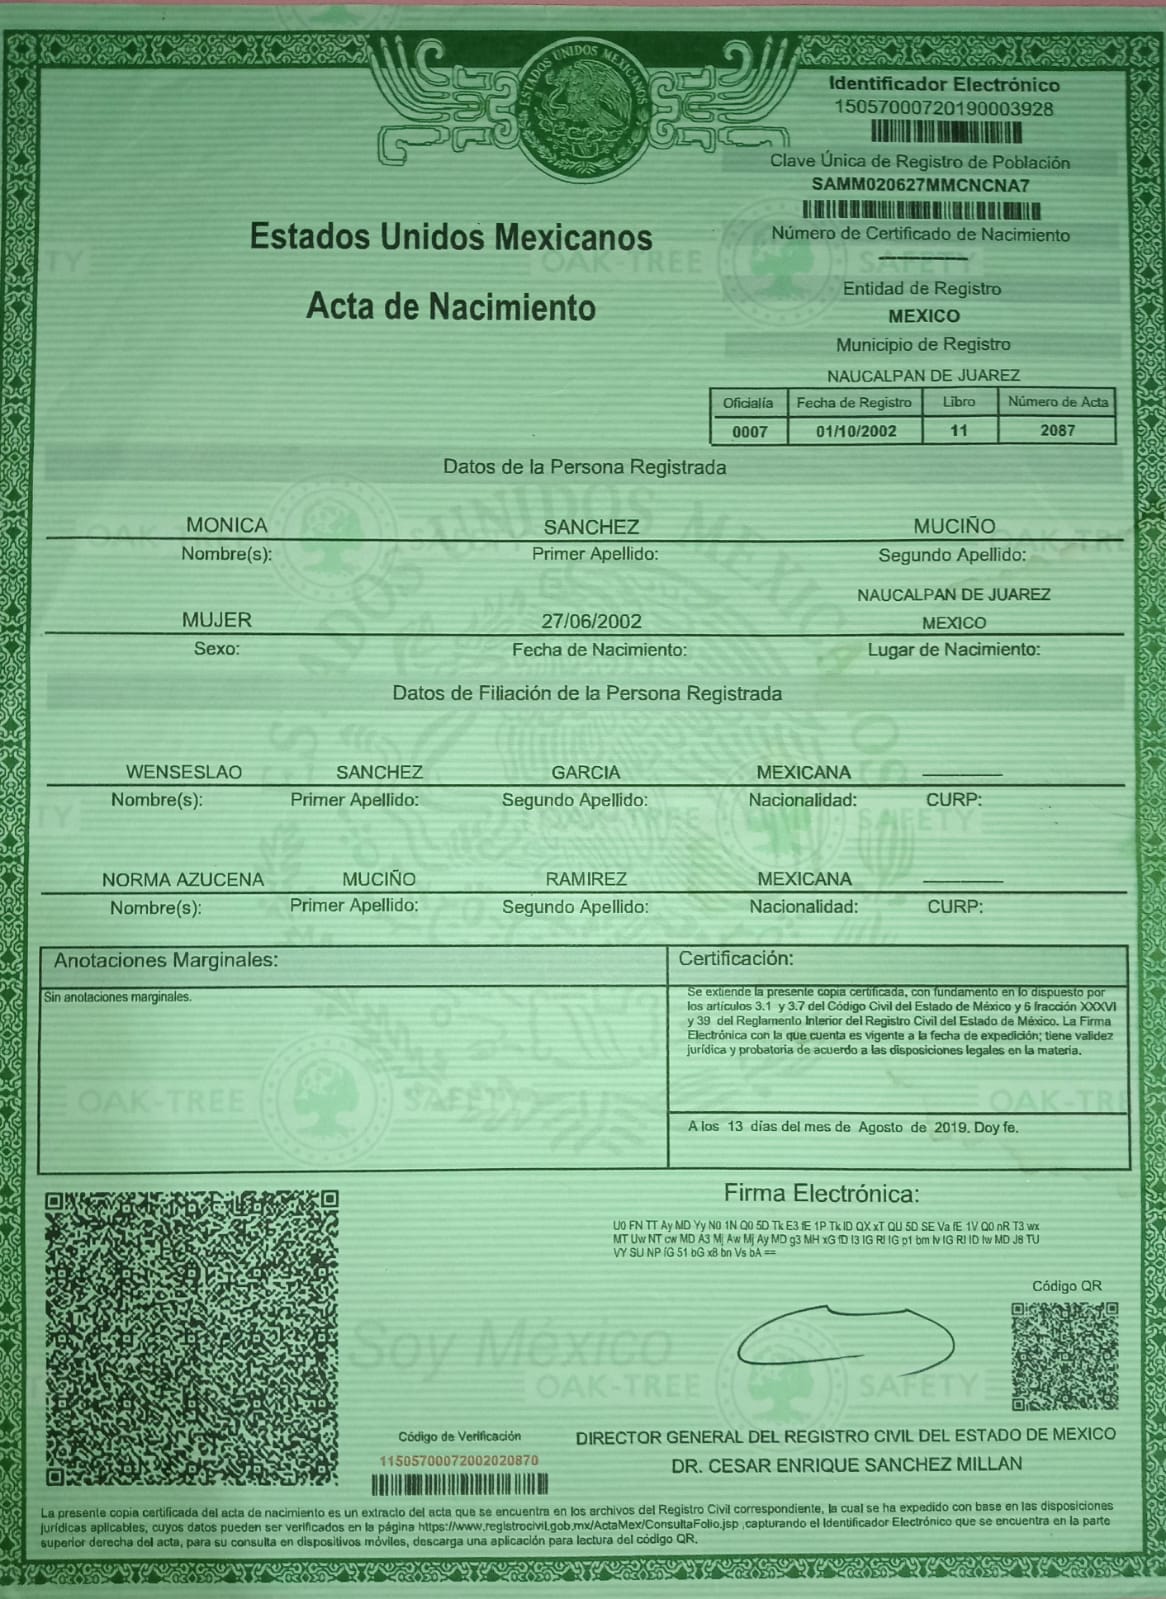 ESTADOS UNIDOS MEXICANOS
Identificador Electrónico
15057000720190003928
Clave Única de Registro de Población
SAMM020627MMCNCNA7
Número de Certificado de Nacimiento
Estados Unidos Mexicanos
Acta de Nacimiento
Entidad de Registro
MEXICO
Municipio de Registro
NAUCALPAN DE JUAREZ
Oficialía Fecha de Registro Libro Número de Acta
0007 01/10/2002 11 2087
Datos de la Persona Registrada
MONICA SANCHEZ MUCIÑO
Nombre(s): Primer Apellido: Segundo Apellido:
NAUCALPAN DE JUAREZ
MUJER 27/06/2002 MEXICO
Sexo: Fecha de Nacimiento: Lugar de Nacimiento:
Datos de Filiación de la Persona Registrada
WENSESLAO SANCHEZ GARCIA MEXICANA
Nombre(s): Primer Apellido: Segundo Apellido: Nacionalidad: CURP:
NORMA AZUCENA MUCIÑO RAMIREZ MEXICANA
Nombre(s): Primer Apellido: Segundo Apellido: Nacionalidad: CURP:
Anotaciones Marginales:
Sin anotaciones marginales.
Certificación:
Se extiende la presente copia certificada, con fundamento en lo dispuesto por
los artículos 3.1 y 3.7 del Código Civil del Estado de México y 6 fracción XXXVI
y 39 del Reglamento Interior del Registro Civil del Estado de México. La Firma
Electrónica con la que cuenta es vigente a la fecha de expedición; tiene validez
jurídica y probatoria de acuerdo a las disposiciones legales en la materia.
A los 13 días del mes de Agosto de 2019. Doy fe.
Firma Electrónica:
Código QR
Soy México
OAK-TREE SAFETY
Código de Verificación
11505700072002020870
DIRECTOR GENERAL DEL REGISTRO CIVIL DEL ESTADO DE MEXICO
DR. CESAR ENRIQUE SANCHEZ MILLAN
La presente copia certificada del acta de nacimiento es un extracto del acta que se encuentra en los archivos del Registro Civil correspondiente, la cual se ha expedido con base en las disposiciones
jurídicas aplicables, cuyos datos pueden ser verificados en la página https://www.registrocivil.gob.mx/ActaMex/ConsultaFolio.jsp ,capturando el Identificador Electrónico que se encuentra en la parte
superior derecha del acta, para su consulta en dispositivos móviles, descarga una aplicación para lectura del código QR.